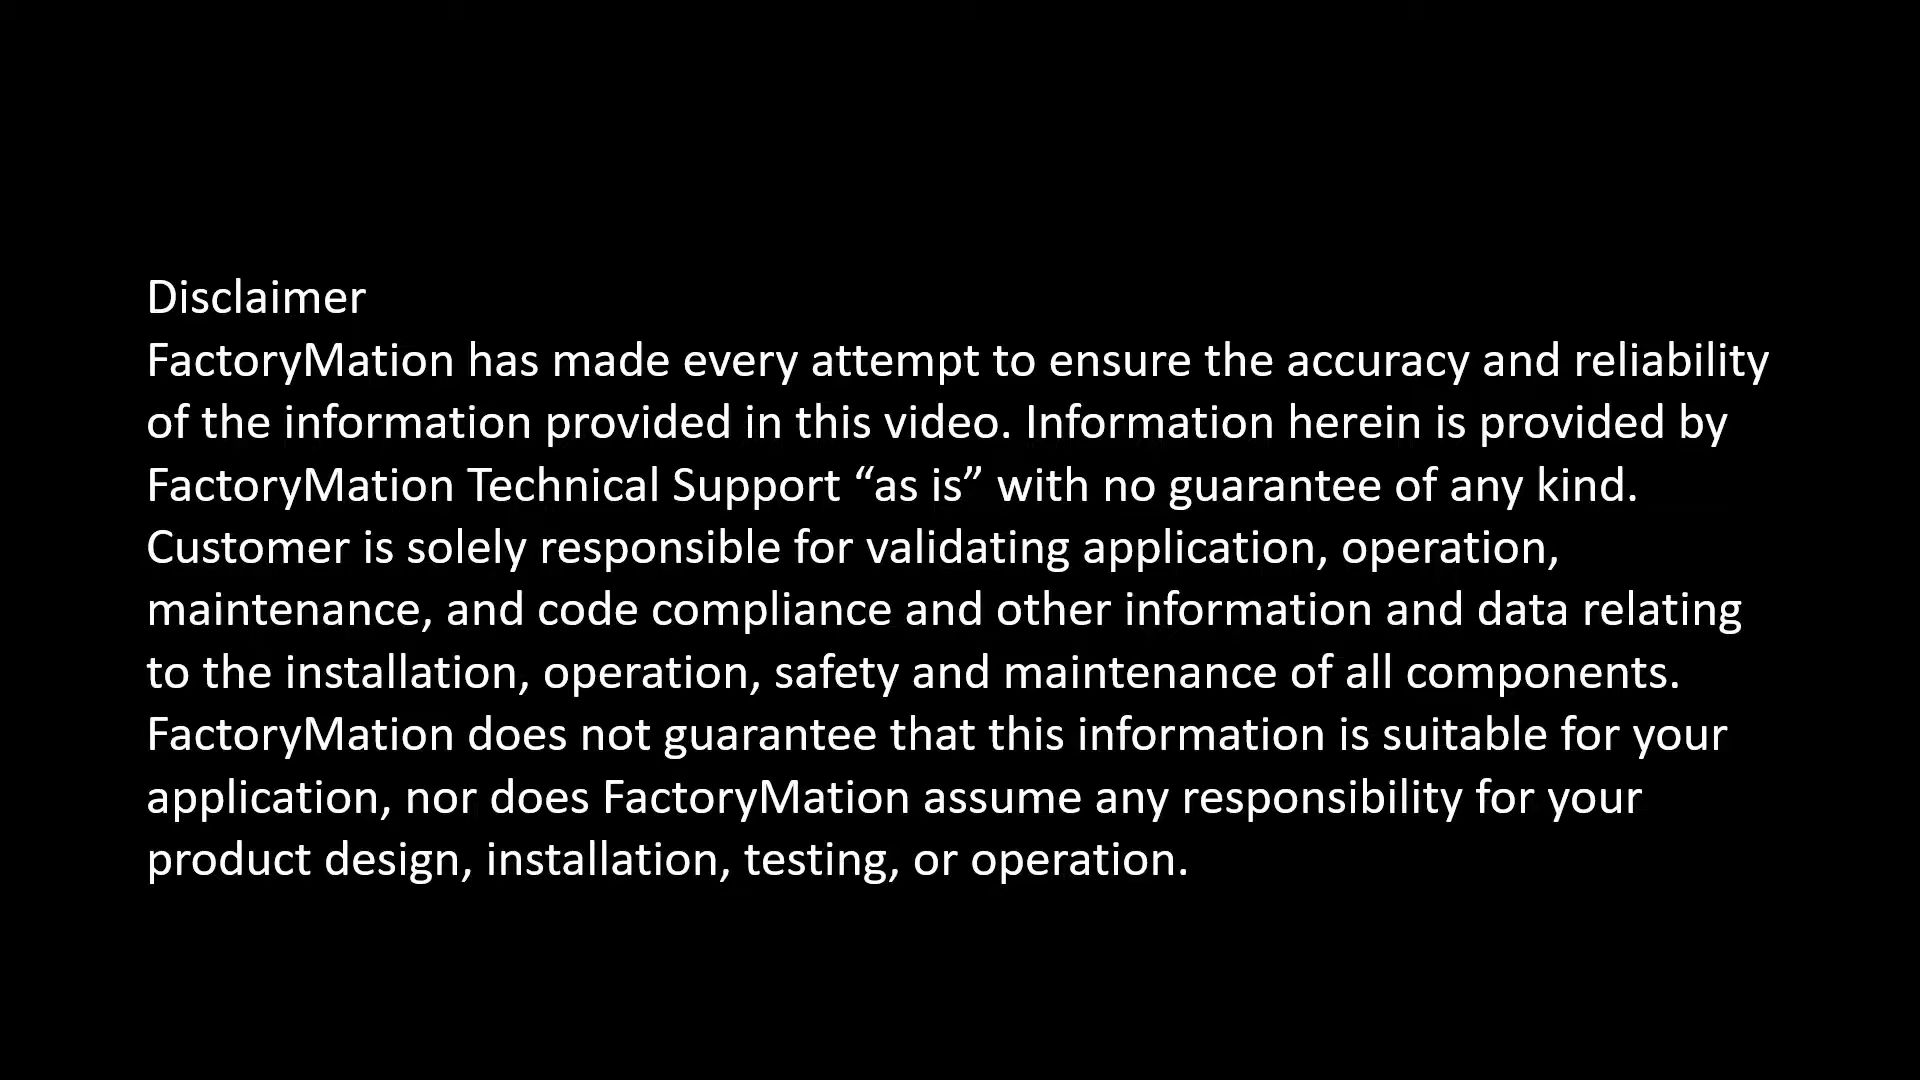 Disclaimer
FactoryMation has made every attempt to ensure the accuracy and reliability
of the information provided in this video. Information herein is provided by
FactoryMation Technical Support “as is” with no guarantee of any kind.
Customer is solely responsible for validating application, operation,
maintenance, and code compliance and other information and data relating
to the installation, operation, safety and maintenance of all components.
FactoryMation does not guarantee that this information is suitable for your
application, nor does FactoryMation assume any responsibility for your
product design, installation, testing, or operation.